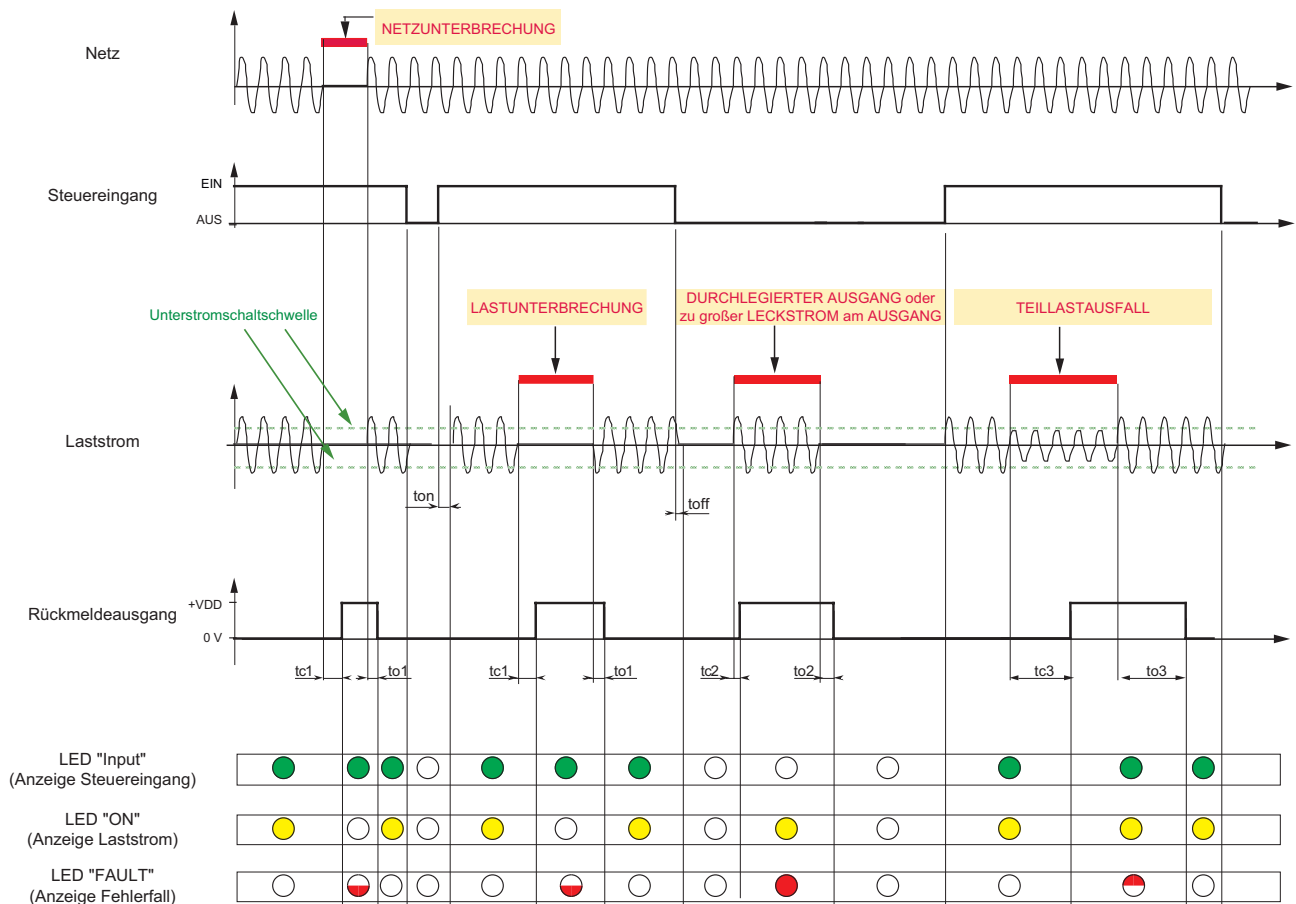 NETZUNTERBRECHUNG
Netz
EIN
Steuereingang
AUS
LASTUNTERBRECHUNG
DURCHLEGIERTER AUSGANG oder
zu großer LECKSTROM am AUSGANG
TEILLASTAUSFALL
Unterstromschaltschwelle
Laststrom
ton
toff
+VDD
Rückmeldeausgang
0 V
tc1
to1
tc1
to1
tc2
to2
tc3
to3
LED "Input"
(Anzeige Steuereingang)
LED "ON"
(Anzeige Laststrom)
LED "FAULT"
(Anzeige Fehlerfall)